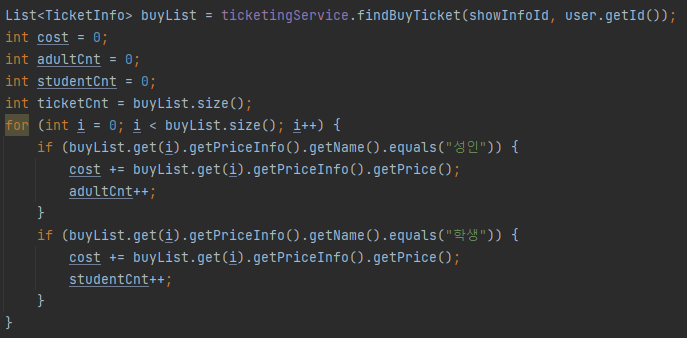 List<TicketInfo> buyList = ticketingService.findBuyTicket(showInfoId, user.getId());
int cost = 0;
int adultCnt = 0;
int studentCnt = 0;
int ticketCnt = buyList.size();
for (int i = 0; i < buyList.size(); i++) {
    if (buyList.get(i).getPriceInfo().getName().equals("성인")) {
        cost += buyList.get(i).getPriceInfo().getPrice();
        adultCnt++;
    }
    if (buyList.get(i).getPriceInfo().getName().equals("학생")) {
        cost += buyList.get(i).getPriceInfo().getPrice();
        studentCnt++;
    }
}